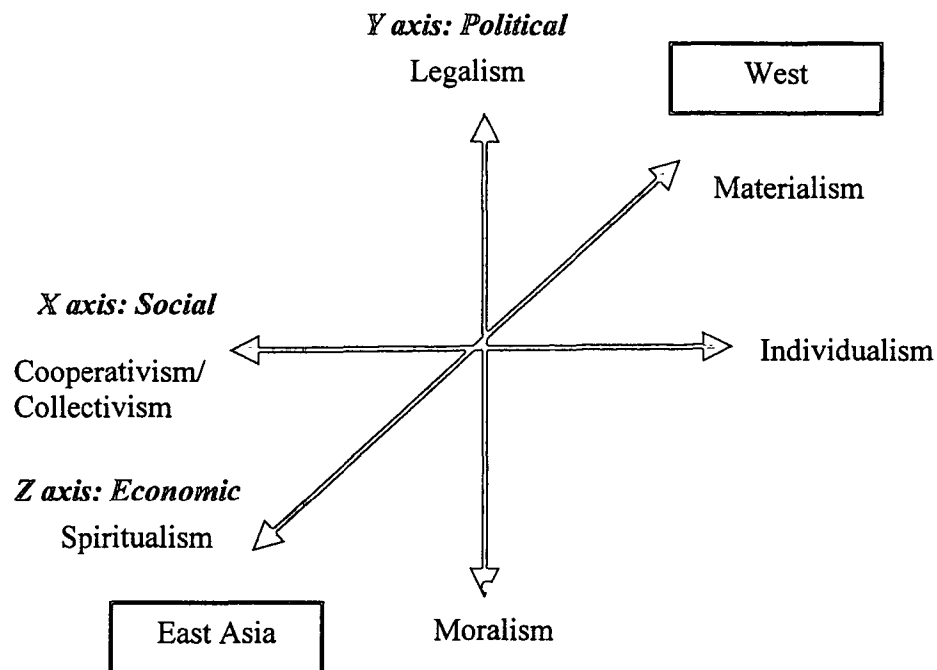 Y axis: Political
Legalism
West
Materialism
X axis: Social
Cooperativism/
Collectivism
Individualism
Z axis: Economic
Spiritualism
East Asia
Moralism